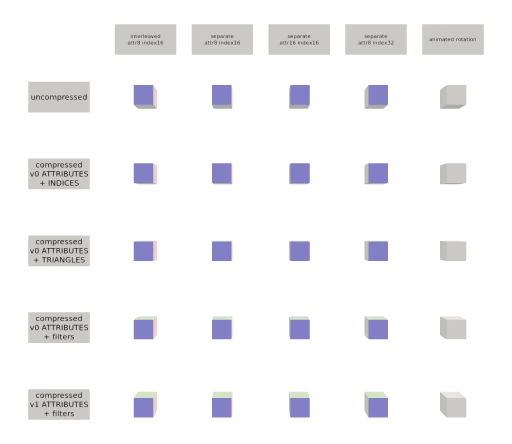 interleaved
attr8 index16
separate
attr8 index16
separate
attr16 index16
separate
attr8 index32
animated rotation
uncompressed
compressed
v0 ATTRIBUTES
+ INDICES
compressed
v0 ATTRIBUTES
+ TRIANGLES
compressed
v0 ATTRIBUTES
+ filters
compressed
v1 ATTRIBUTES
+ filters